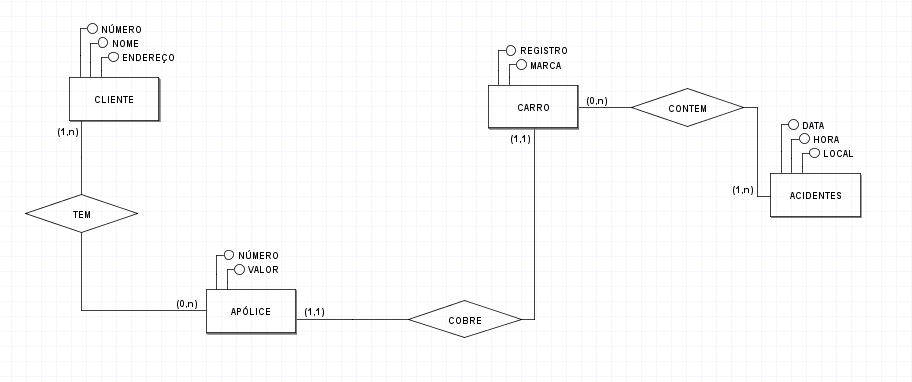 NÚMERO
NOME
ENDEREÇO
CLIENTE
(1,n)
TEM
(0,n)
NÚMERO
VALOR
APÓLICE
(1,1)
COBRE
(1,1)
REGISTRO
MARCA
CARRO
(0,n)
CONTEM
(1,n)
DATA
HORA
LOCAL
ACIDENTES